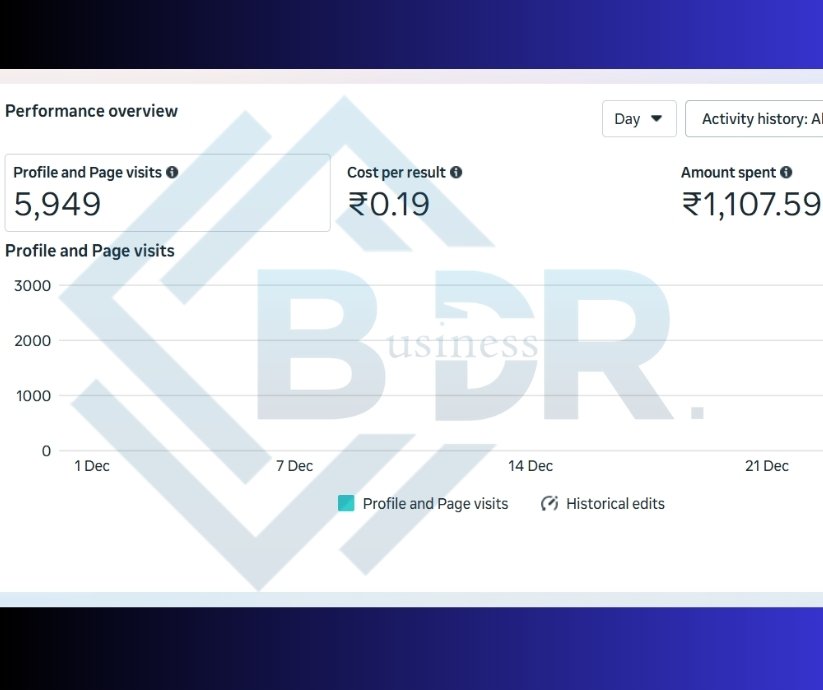 Performance overview
Day
Activity history: Al
Profile and Page visits
5,949
Cost per result
₹0.19
Amount spent
₹1,107.59
Profile and Page visits
3000
2000
1000
0
1 Dec
7 Dec
14 Dec
21 Dec
Profile and Page visits
Historical edits
Business DR.